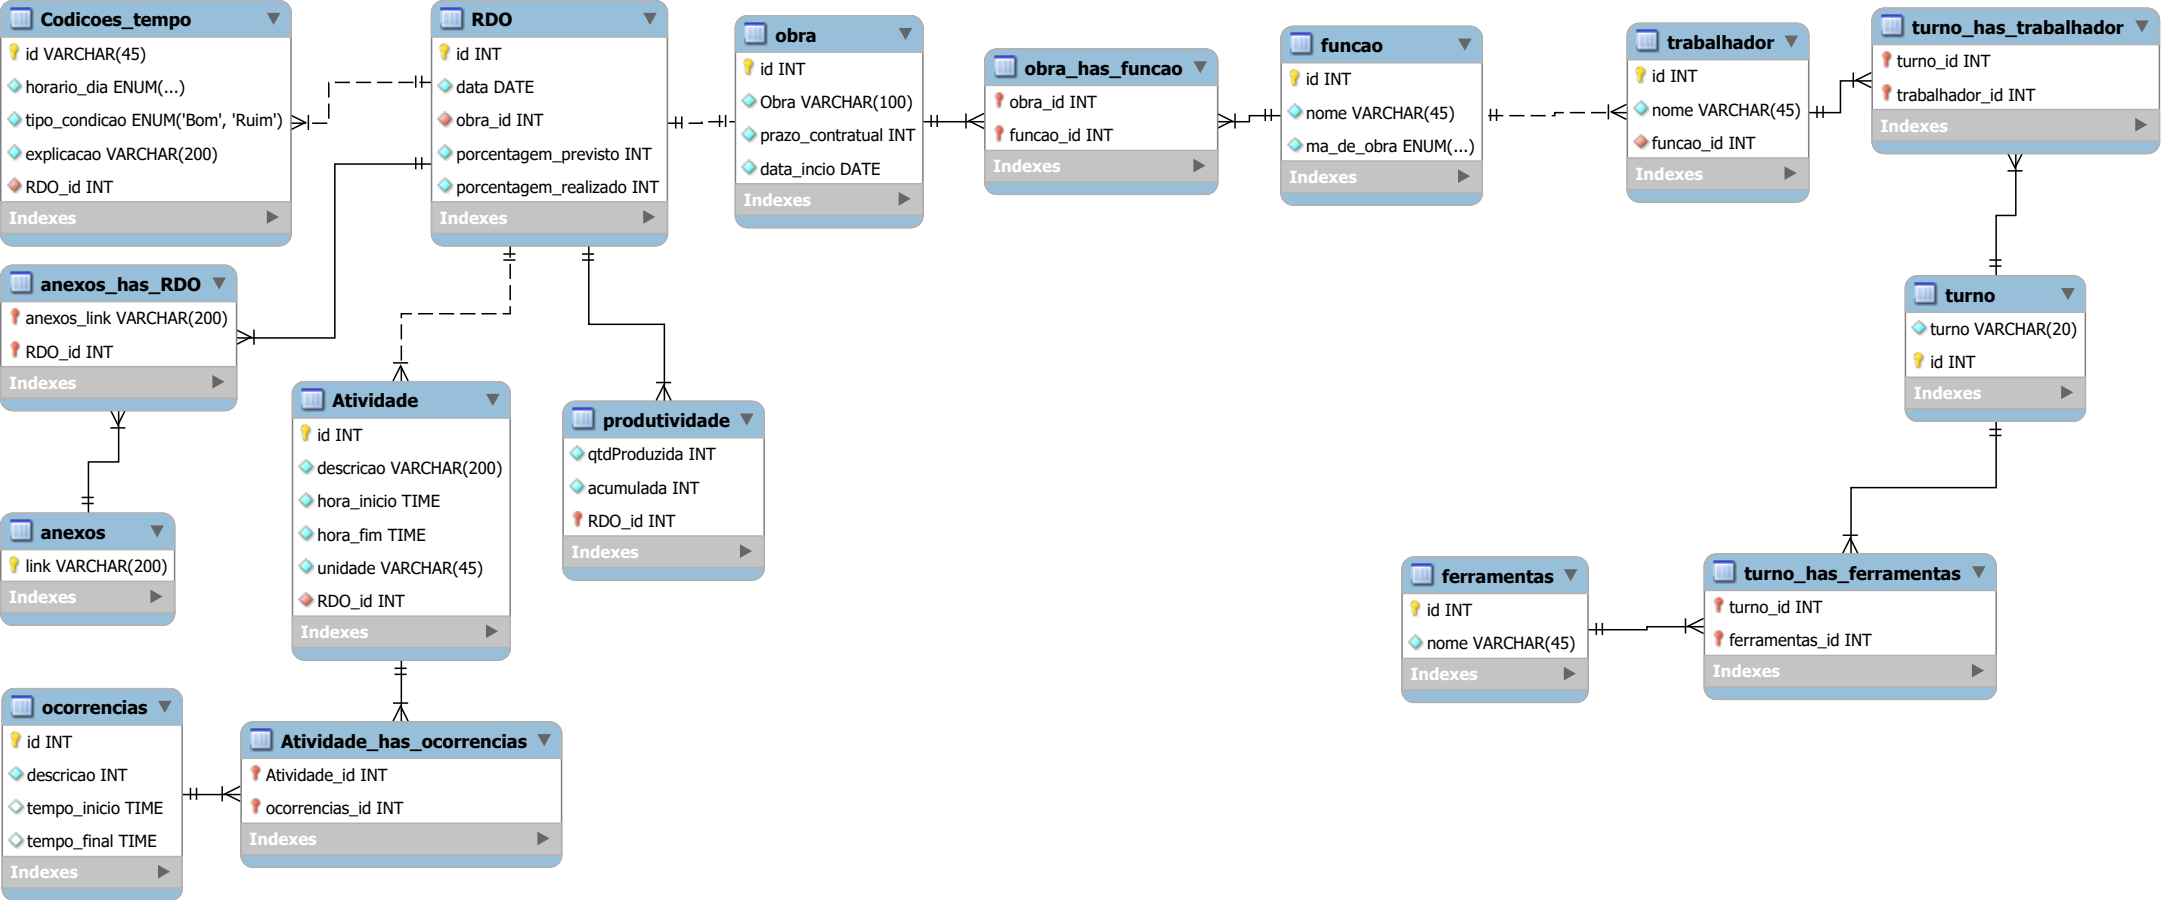 Codicoes_tempo
id VARCHAR(45)
horario_dia ENUM(...)
tipo_condicao ENUM('Bom', 'Ruim')
explicacao VARCHAR(200)
RDO_id INT
Indexes
RDO
id INT
data DATE
obra_id INT
porcentagem_previsto INT
porcentagem_realizado INT
Indexes
obra
id INT
Obra VARCHAR(100)
prazo_contratual INT
data_incio DATE
Indexes
obra_has_funcao
obra_id INT
funcao_id INT
Indexes
funcao
id INT
nome VARCHAR(45)
ma_de_obra ENUM(...)
Indexes
trabalhador
id INT
nome VARCHAR(45)
funcao_id INT
Indexes
turno_has_trabalhador
turno_id INT
trabalhador_id INT
Indexes
anexos_has_RDO
anexos_link VARCHAR(200)
RDO_id INT
Indexes
turno
turno VARCHAR(20)
id INT
Indexes
Atividade
id INT
descricao VARCHAR(200)
hora_inicio TIME
hora_fim TIME
unidade VARCHAR(45)
RDO_id INT
Indexes
produtividade
qtdProduzida INT
acumulada INT
RDO_id INT
Indexes
anexos
link VARCHAR(200)
Indexes
ferramentas
id INT
nome VARCHAR(45)
Indexes
turno_has_ferramentas
turno_id INT
ferramentas_id INT
Indexes
ocorrencias
id INT
descricao INT
tempo_inicio TIME
tempo_final TIME
Indexes
Atividade_has_ocorrencias
Atividade_id INT
ocorrencias_id INT
Indexes